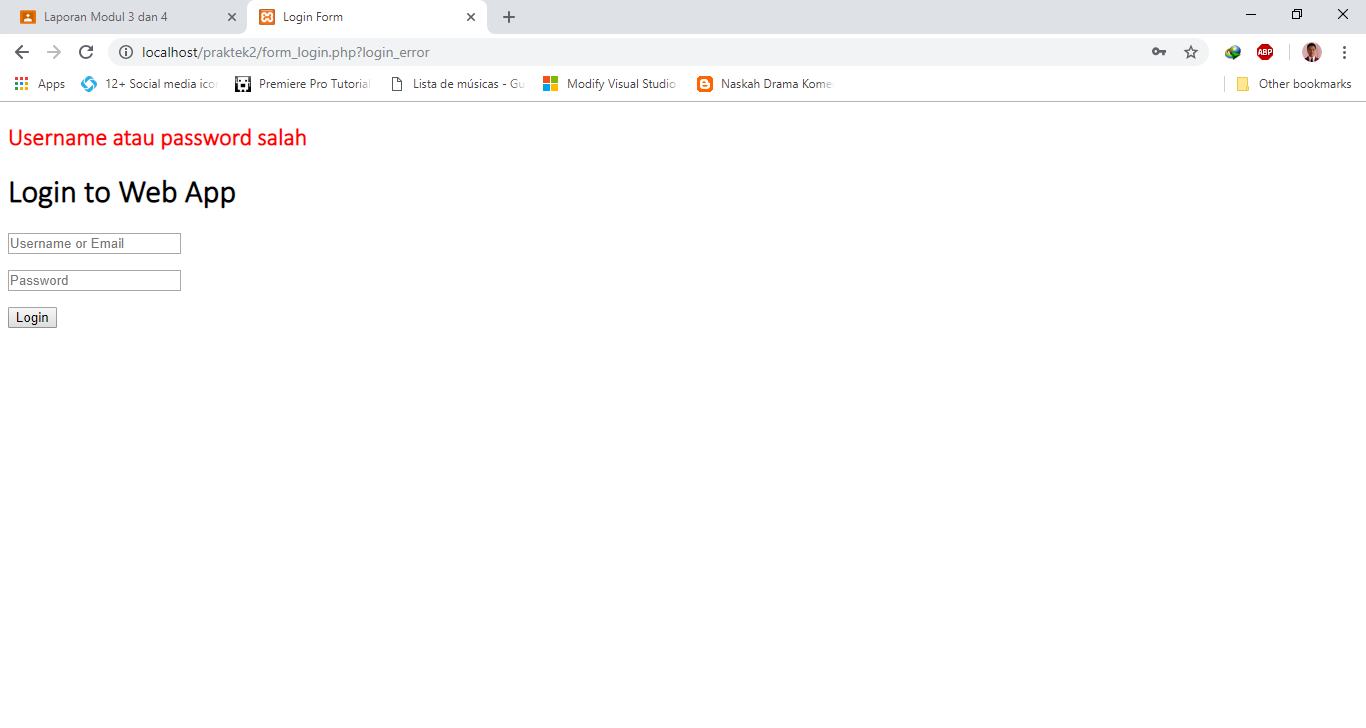 Laporan Modul 3 dan 4
Login Form
localhost/praktek2/form_login.php?login_error
ABP
Apps
12+ Social media icon
Premiere Pro Tutorial
Lista de músicas - Gu
Modify Visual Studio
Naskah Drama Kome
Other bookmarks
Username atau password salah
Login to Web App
Username or Email
Password
Login